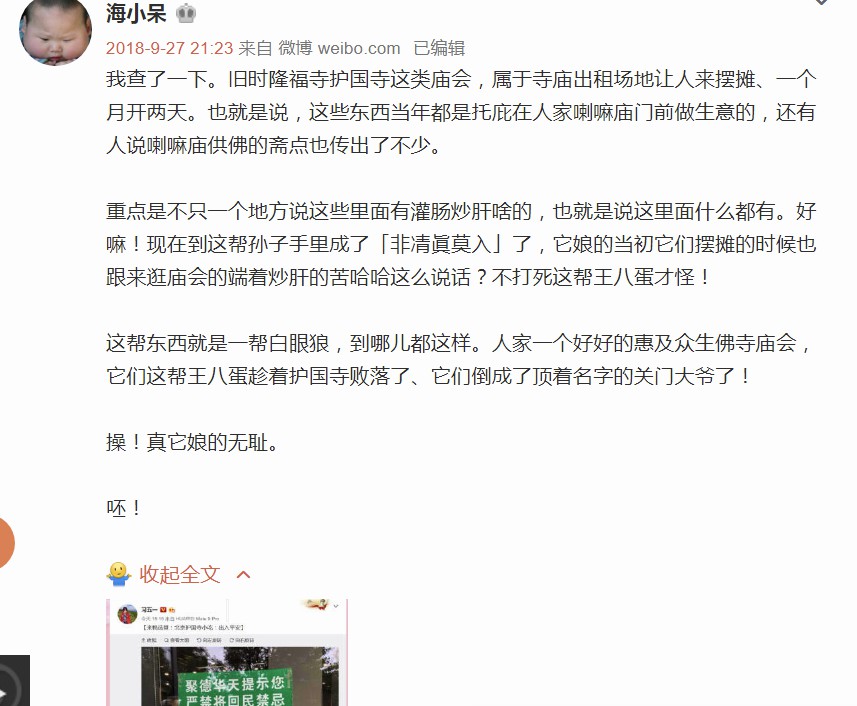 海小呆
2018-9-27 21:23 来自 微博 weibo.com 已编辑
我查了一下。旧时隆福寺护国寺这类庙会，属于寺庙出租场地让人来摆摊、一个
月开两天。也就是说，这些东西当年都是托庇在人家喇嘛庙门前做生意的，还有
人说喇嘛庙供佛的斋点也传出了不少。
重点是不只一个地方说这些里面有灌肠炒肝啥的，也就是说这里面什么都有。好
嘛！现在到这帮孙子手里成了「非凊眞莫入」了，它娘的当初它们摆摊的时候也
跟来逛庙会的端着炒肝的苦哈哈这么说话？不打死这帮王八蛋才怪！
这帮东西就是一帮白眼狼，到哪儿都这样。人家一个好好的惠及众生佛寺庙会，
它们这帮王八蛋趁着护国寺败落了、它们倒成了顶着名字的关门大爷了！
操！真它娘的无耻。
呸！
收起全文
聚德华天提示您
严禁将回民禁忌